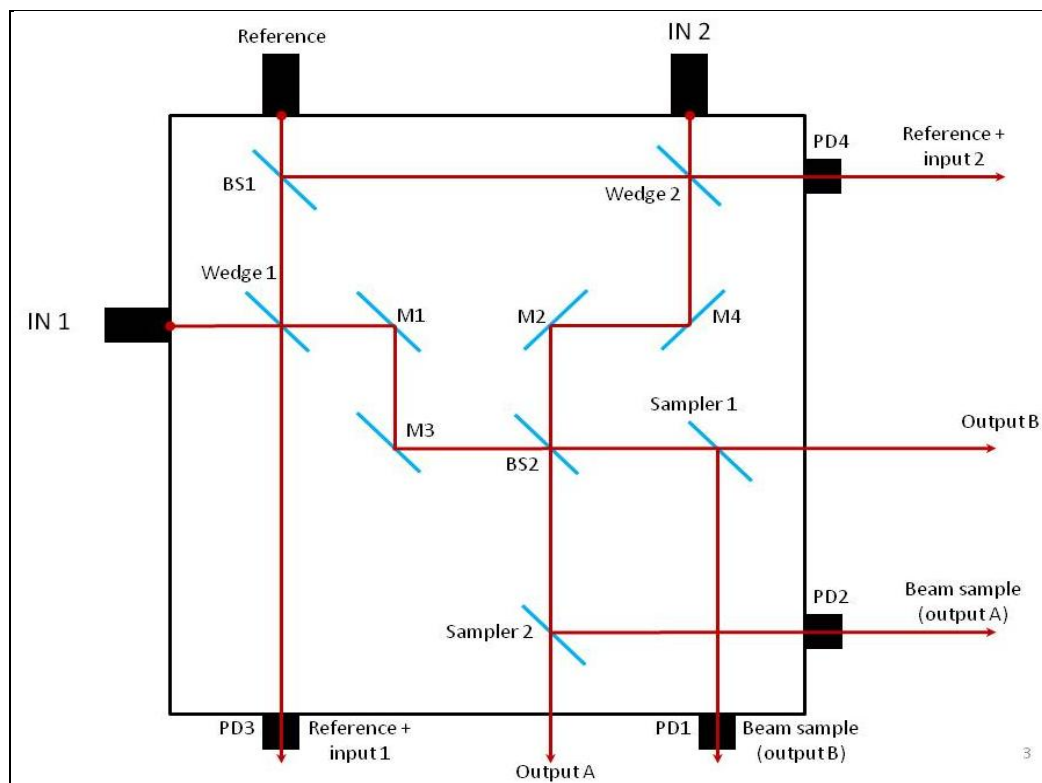 Reference
IN 2
PD4
Reference +
input 2
BS1
Wedge 2
Wedge 1
IN 1
M1
M2
M4
Sampler 1
M3
Output B
BS2
PD2
Beam sample
(output A)
Sampler 2
PD3
Reference +
input 1
PD1
Beam sample
(output B)
Output A
3